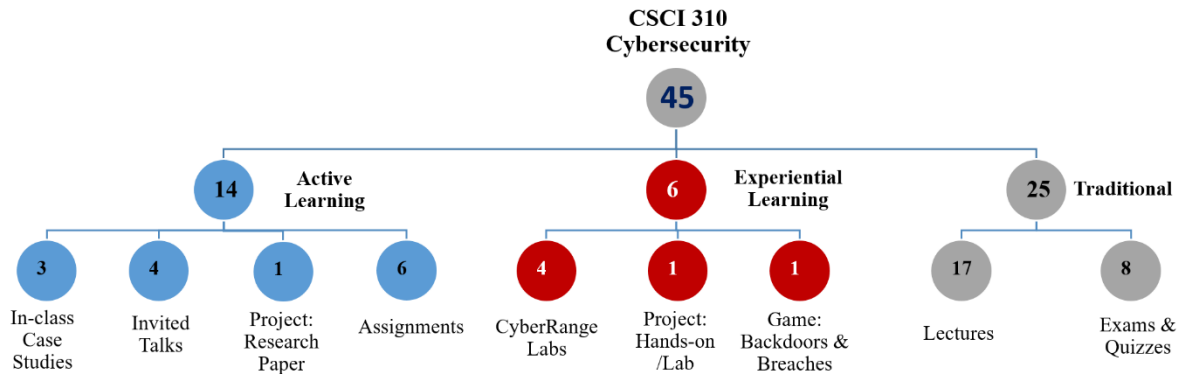 CSCI 310
Cybersecurity
45
14
Active
Learning
6
Experiential
Learning
25
Traditional
3
4
1
6
4
1
1
17
8
In-class
Case
Studies
Invited
Talks
Project:
Research
Paper
Assignments
CyberRange
Labs
Project:
Hands-on
/Lab
Game:
Backdoors &
Breaches
Lectures
Exams &
Quizzes